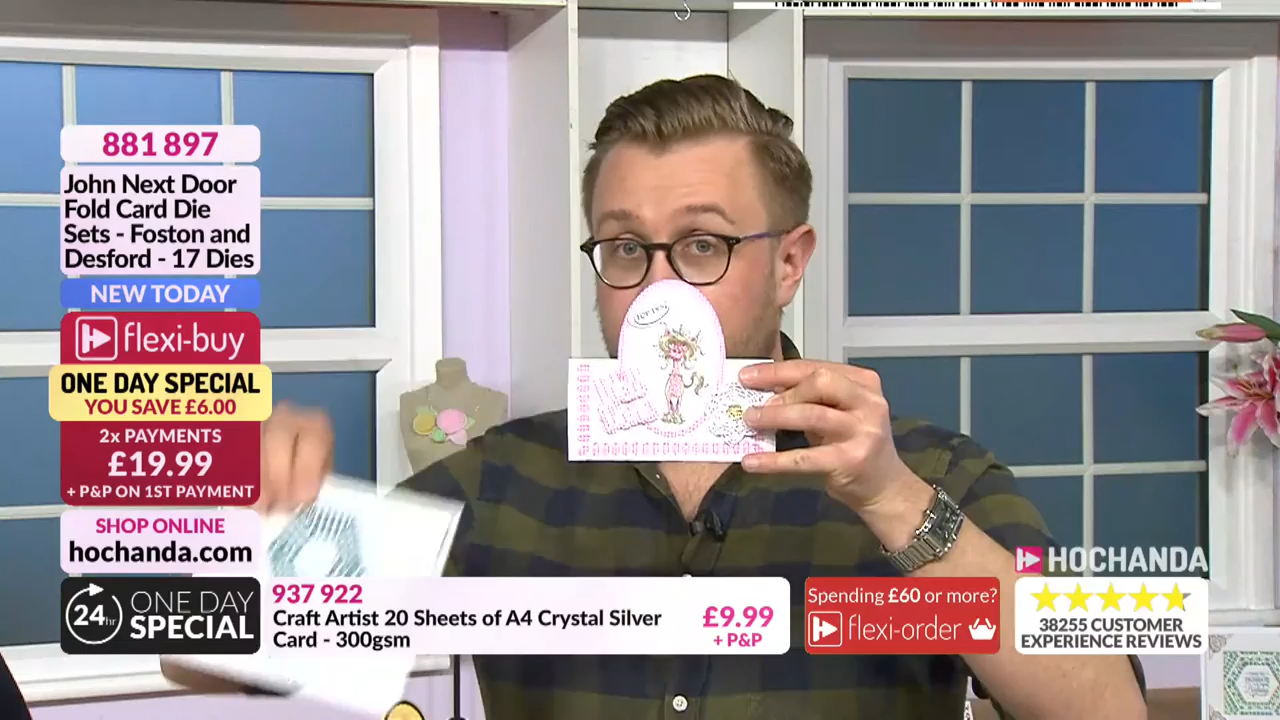 881 897
John Next Door
Fold Card Die
Sets - Foston and
Desford - 17 Dies
NEW TODAY
flexi-buy
ONE DAY SPECIAL
YOU SAVE £6.00
2x PAYMENTS
£19.99
+ P&P ON 1ST PAYMENT
SHOP ONLINE
hochanda.com
24hr
ONE DAY
SPECIAL
937 922
Craft Artist 20 Sheets of A4 Crystal Silver
Card - 300gsm
£9.99
+ P&P
Spending £60 or more?
flexi-order
HOCHANDA
38255 CUSTOMER
EXPERIENCE REVIEWS
TOP DOG